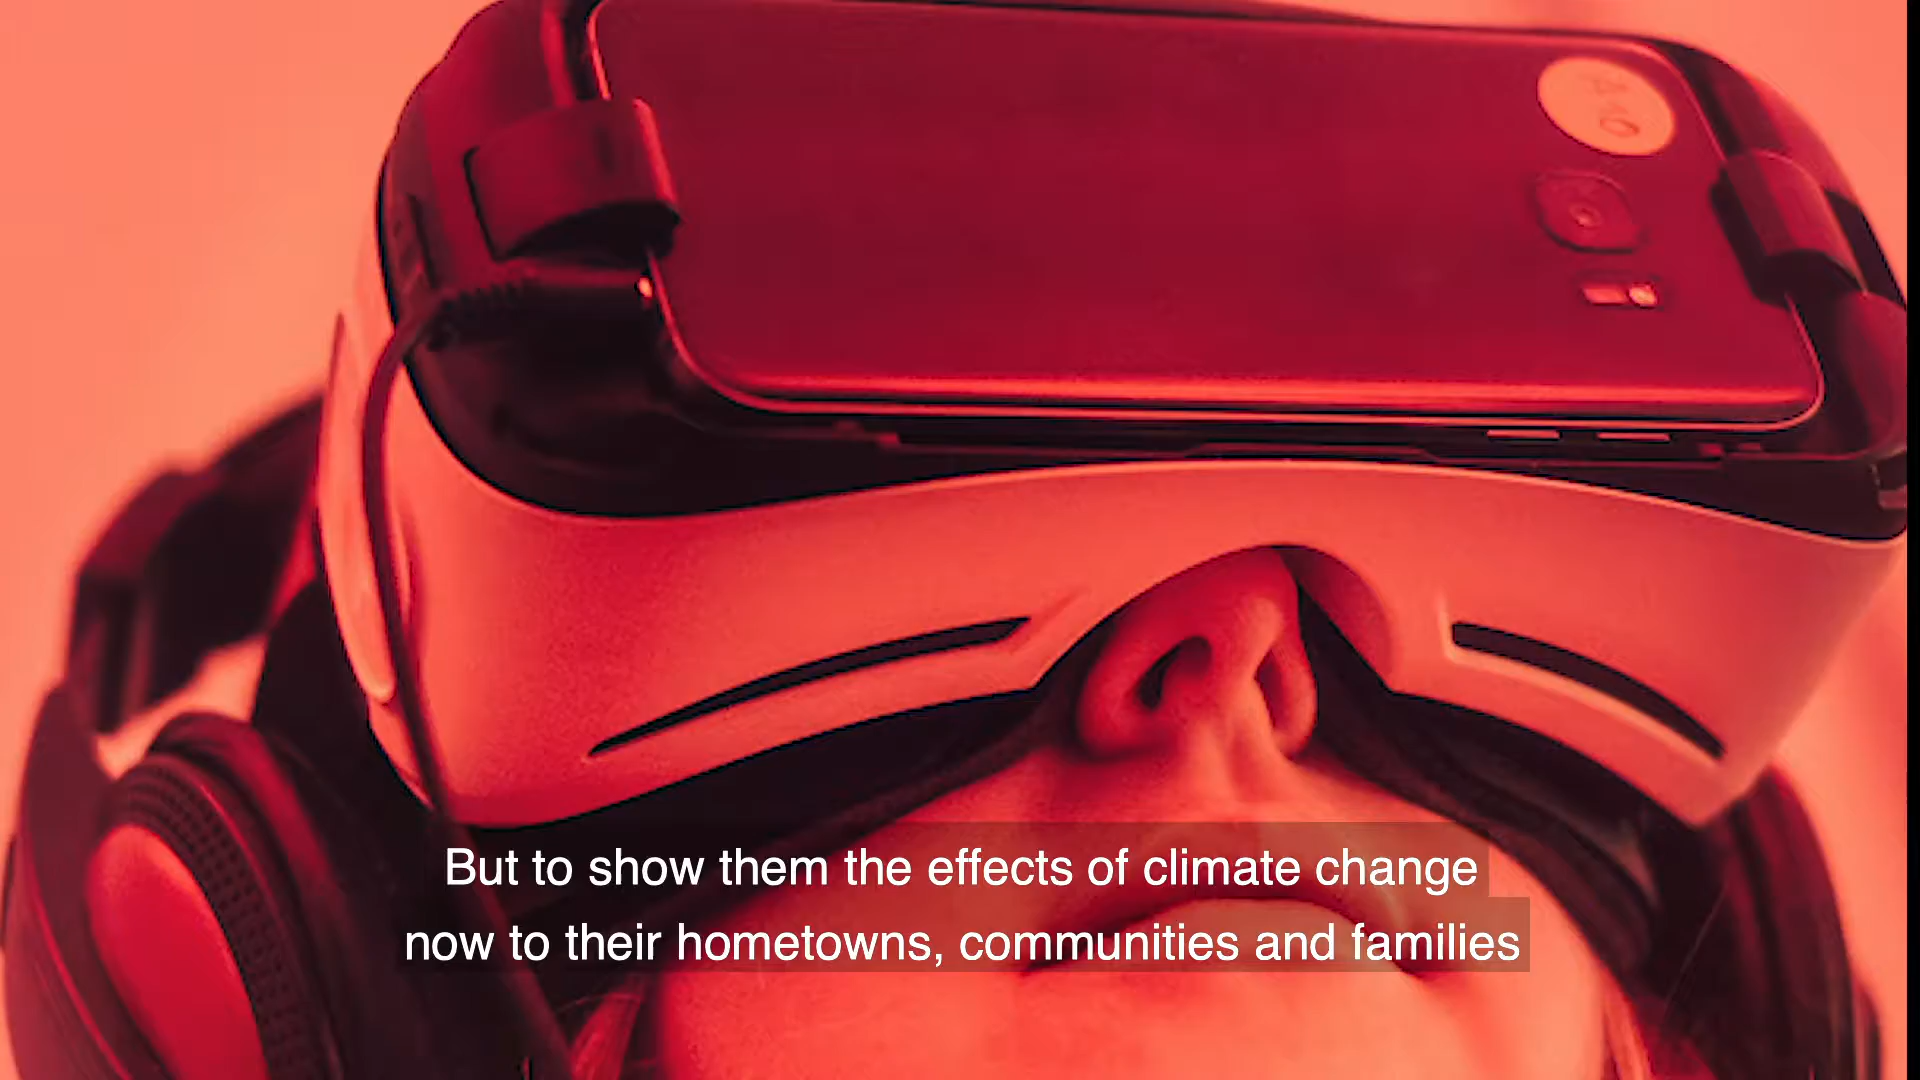 But to show them the effects of climate change
now to their hometowns, communities and families